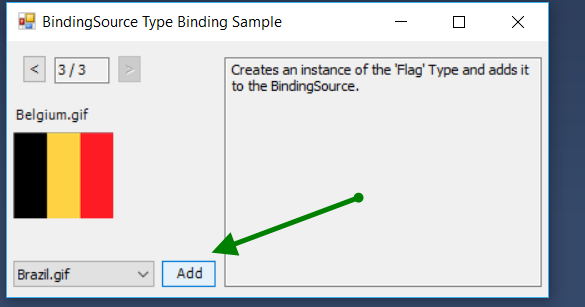 BindingSource Type Binding Sample
< 3 / 3 >
Creates an instance of the 'Flag' Type and adds it
to the BindingSource.
Belgium.gif
Brazil.gif
Add